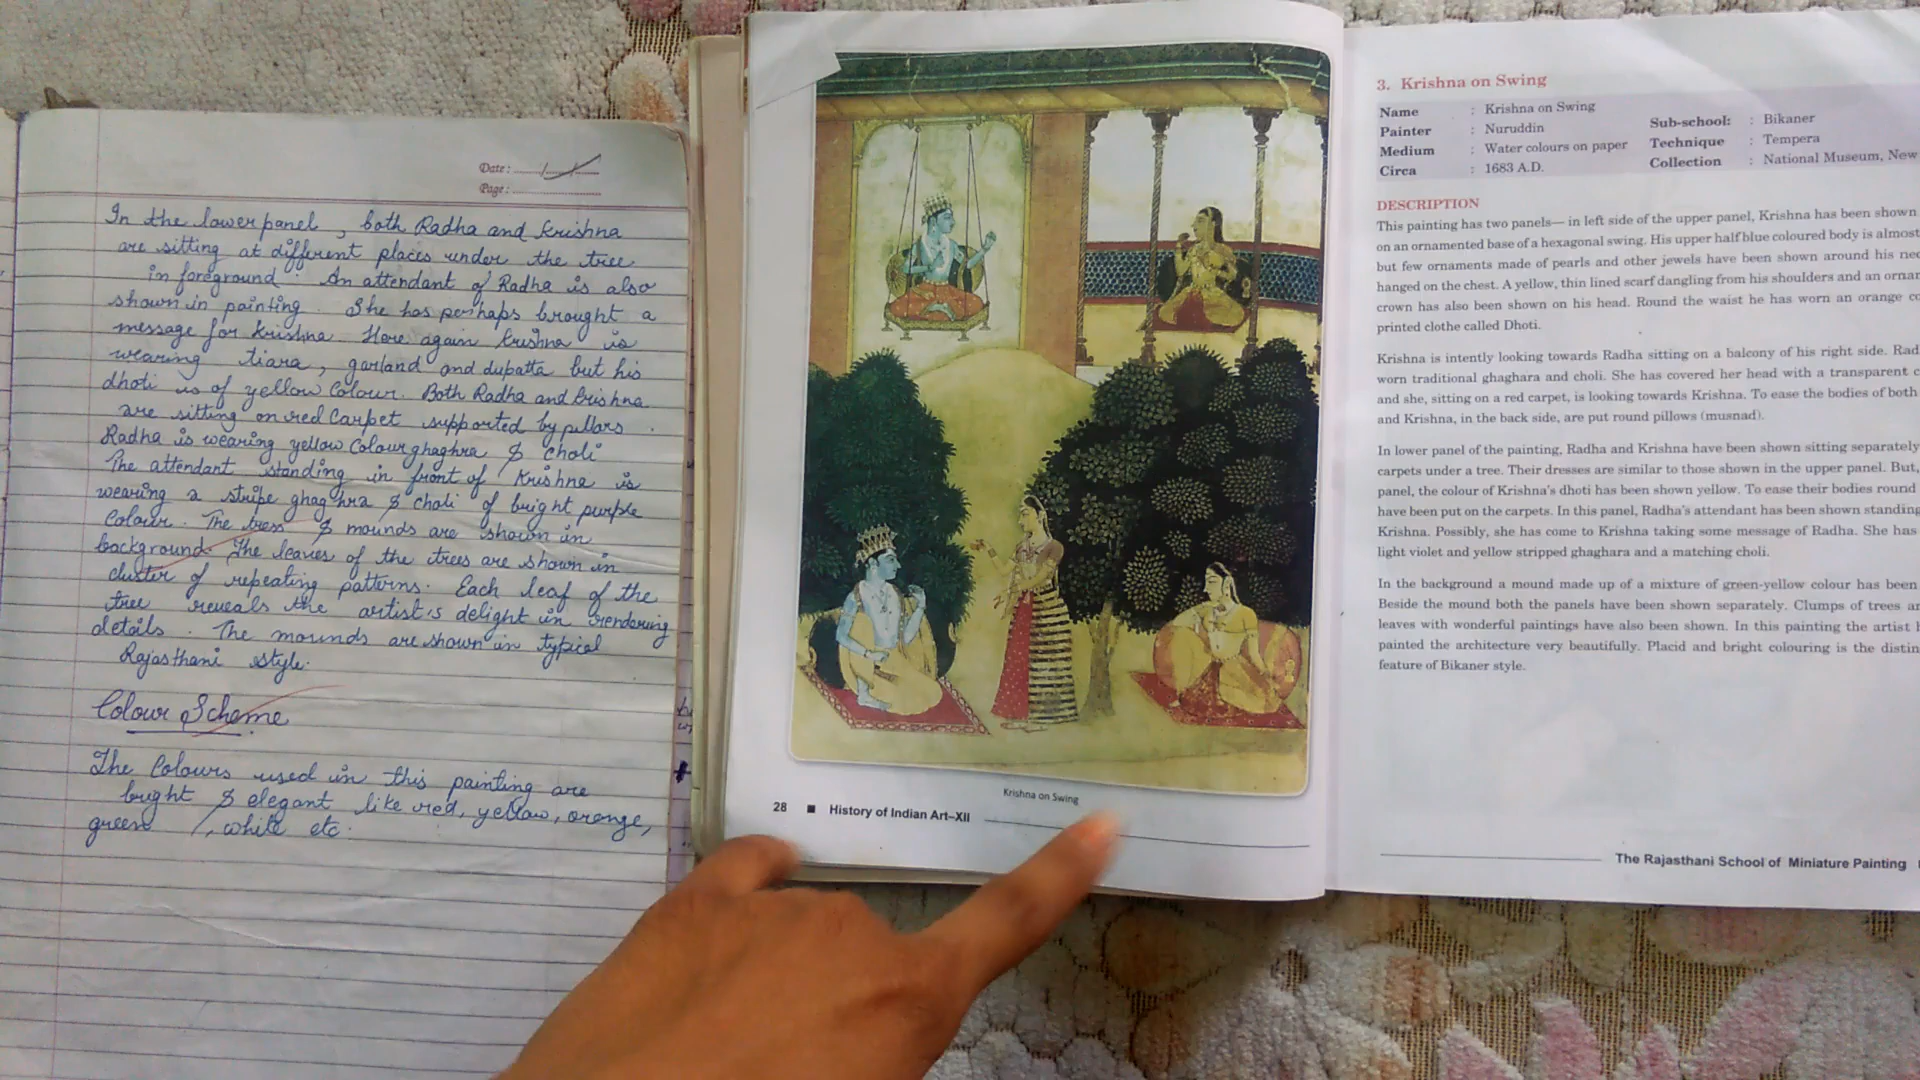 Date :
Page :
In the lower panel, both Radha and Krishna
are sitting at different places under the tree
in foreground. An attendant of Radha is also
shown in painting. She has perhaps brought a
message for Krishna. Here again Krishna is
wearing tiara, garland and dupatta but his
dhoti is of yellow Colour. Both Radha and Krishna
are sitting on red Carpet supported by pillars.
Radha is wearing yellow Colour ghaghra & choli
The attendant standing in front of Krishna is
wearing a stripe ghaghra & choli of bright purple
Colour. The tress & mounds are shown in
background. The leaves of the trees are shown in
cluster of repeating patterns. Each leaf of the
tree reveals the artist's delight in rendering
details. The mounds are shown in typical
Rajasthani style.
Colour Scheme
The Colours used in this painting are
bright & elegant like red, yellow, orange,
green, white etc.
Krishna on Swing
28 ■ History of Indian Art–XII
3. Krishna on Swing
Name : Krishna on Swing
Painter : Nuruddin
Medium : Water colours on paper
Circa : 1683 A.D.
Sub-school: : Bikaner
Technique : Tempera
Collection : National Museum, New
DESCRIPTION
This painting has two panels— in left side of the upper panel, Krishna has been shown
on an ornamented base of a hexagonal swing. His upper half blue coloured body is almost
but few ornaments made of pearls and other jewels have been shown around his
hanged on the chest. A yellow, thin lined scarf dangling from his shoulders and an
crown has also been shown on his head. Round the waist he has worn an orange
printed clothe called Dhoti.
Krishna is intently looking towards Radha sitting on a balcony of his right side.
worn traditional ghaghra and choli. She has covered her head with a transparent
and she, sitting on a red carpet, is looking towards Krishna. To ease the bodies of both
and Krishna, in the back side, are put round pillows (musnad).
In lower panel of the painting, Radha and Krishna have been shown sitting separately
carpets under a tree. Their dresses are similar to those shown in the upper panel. But,
panel, the colour of Krishna's dhoti has been shown yellow. To ease their bodies round
have been put on the carpets. In this panel, Radha's attendant has been shown standing
Krishna. Possibly, she has come to Krishna taking some message of Radha. She has
light violet and yellow stripped ghaghara and a matching choli.
In the background a mound made up of a mixture of green-yellow colour has been
Beside the mound both the panels have been shown separately. Clumps of trees
leaves with wonderful paintings have also been shown. In this painting the artist
painted the architecture very beautifully. Placid and bright colouring is the
feature of Bikaner style.
The Rajasthani School of Miniature Painting